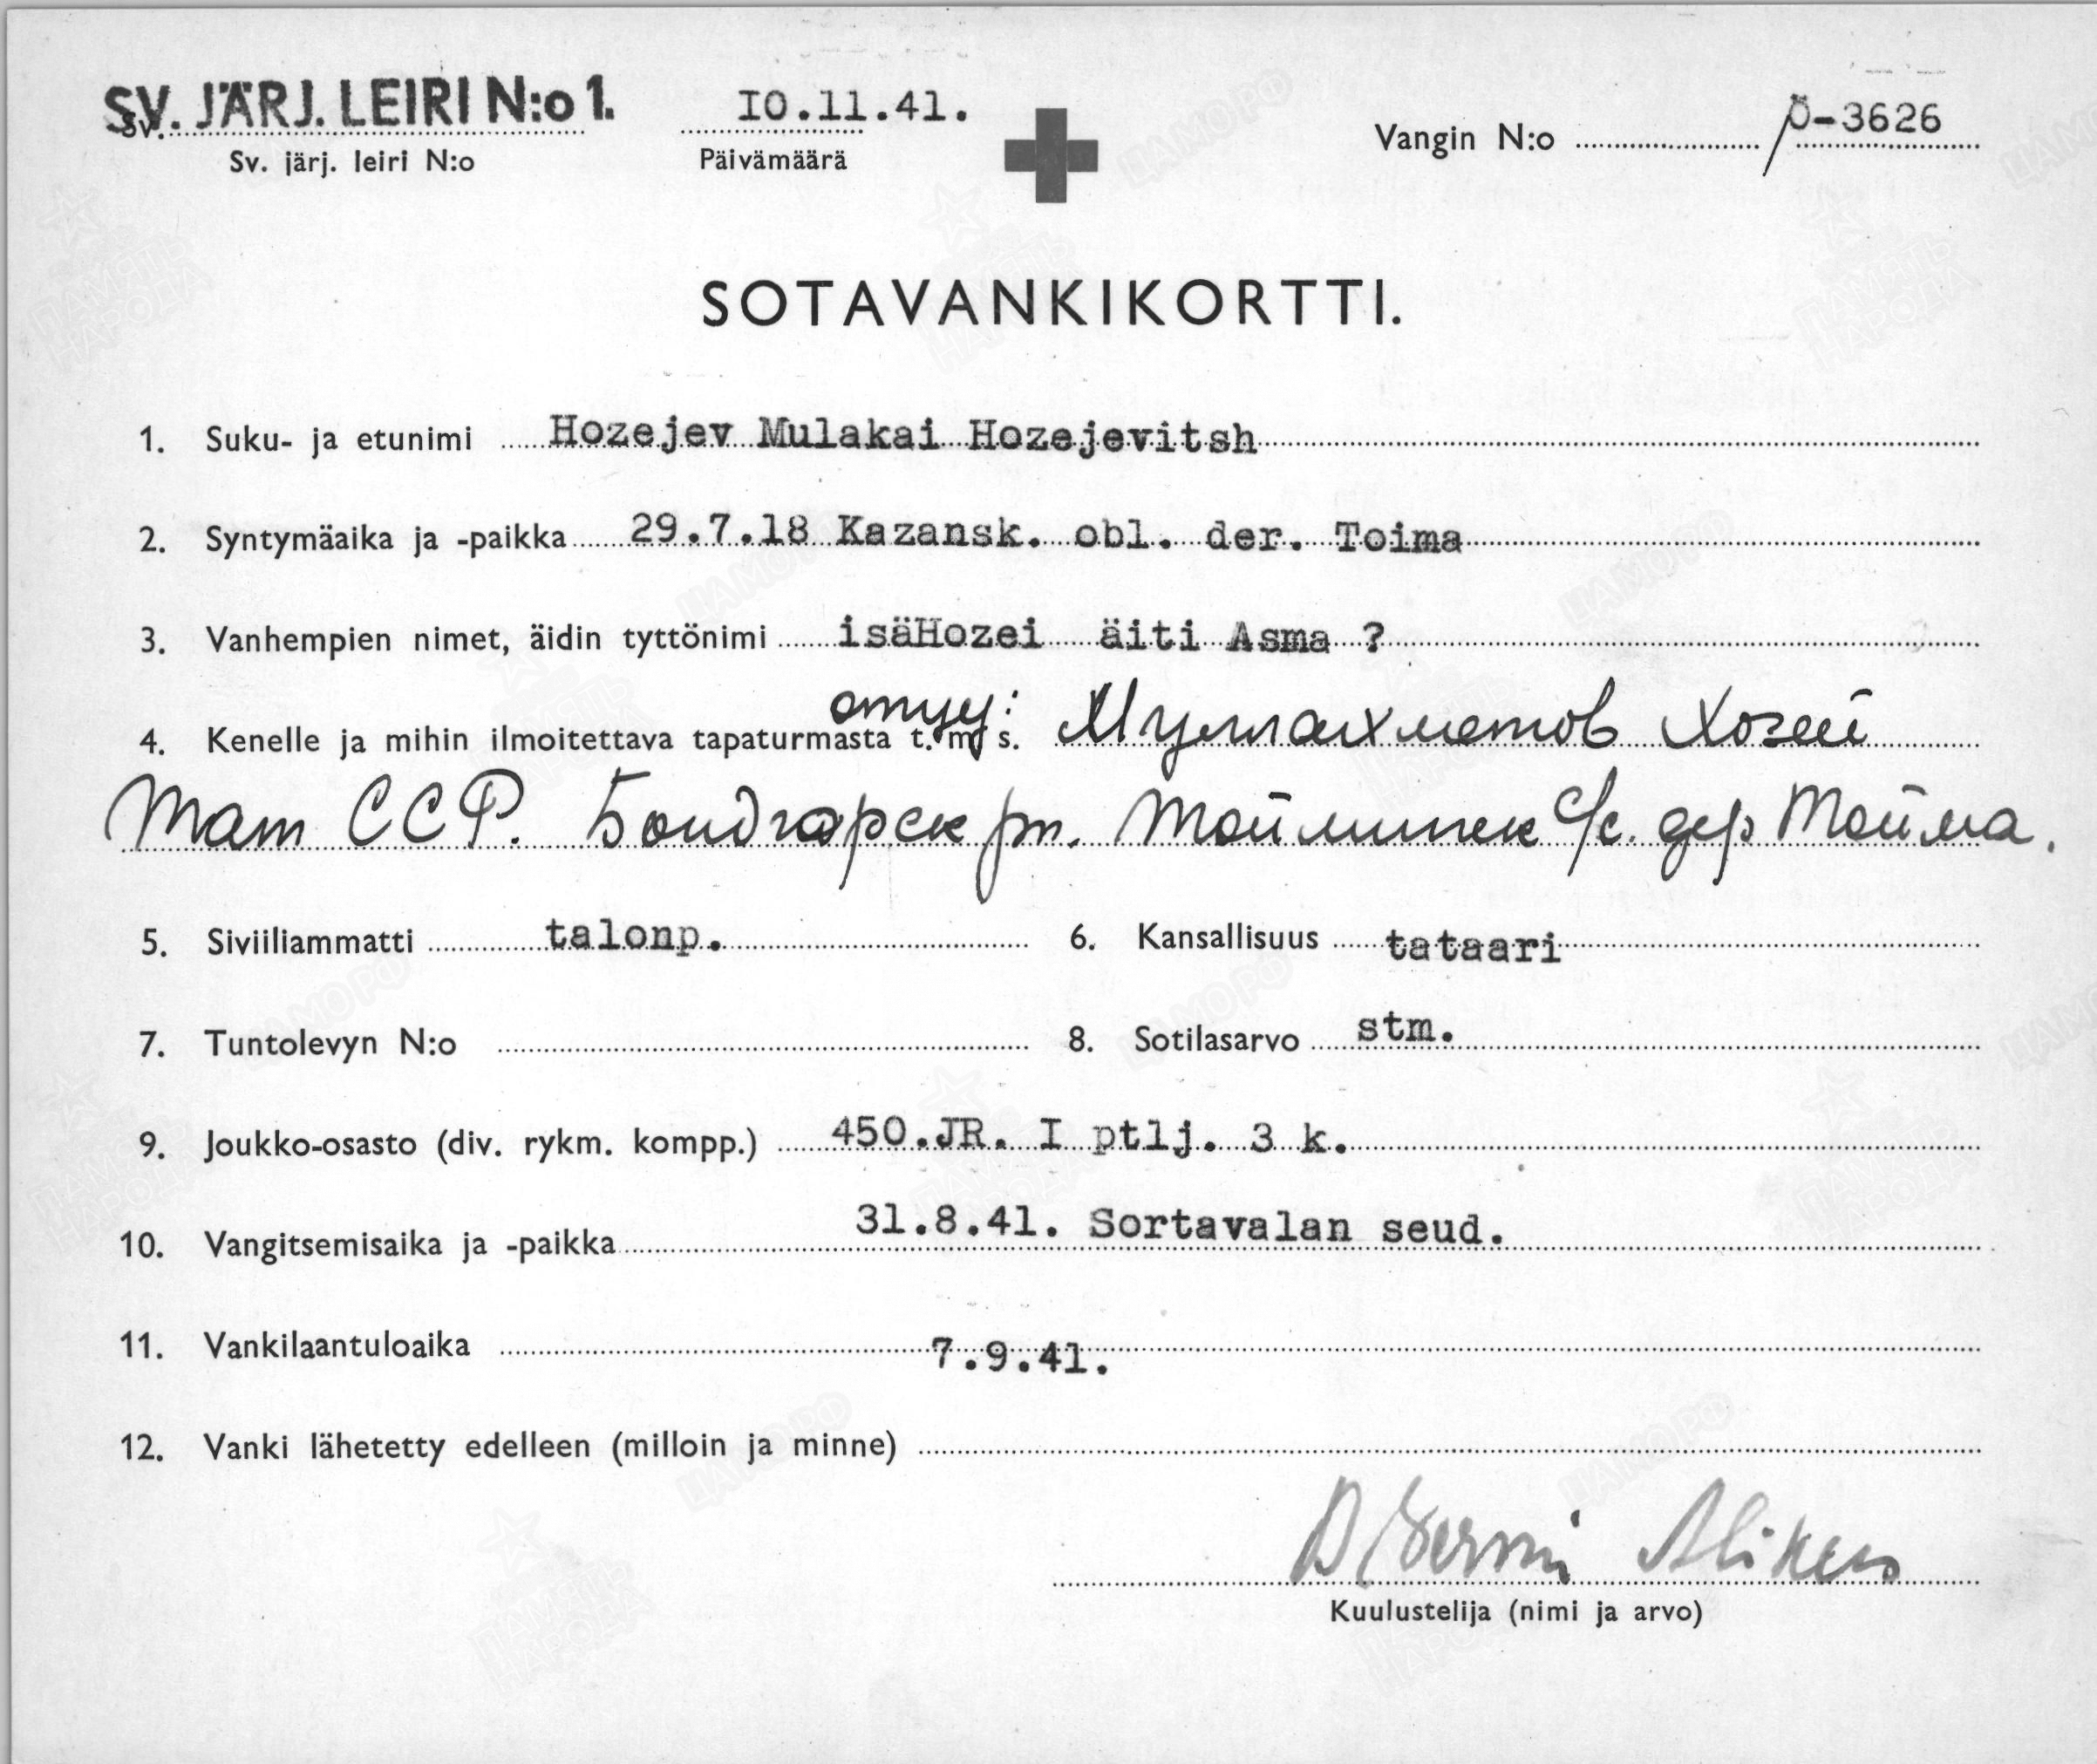 SV. JÄRJ. LEIRI N:o 1. 10.11.41. Vangin N:o / Ö-3626
Sv. järj. leiri N:o Päivämäärä
SOTAVANKIKORTTI.
1. Suku- ja etunimi Hozejev Mulakai Hozejevitsh
2. Syntymäaika ja -paikka 29.7.18 Kazansk. obl. der. Toima
3. Vanhempien nimet, äidin tyttönimi isäHozei äiti Asma ?
отцу:
4. Kenelle ja mihin ilmoitettava tapaturmasta t. m. s. Муллахметов Хозей
Тат ССР. Бондюрск рн. Тойминск с/с. дер Тойма.
5. Siviiliammatti talonp. 6. Kansallisuus tataari
7. Tuntolevyn N:o 8. Sotilasarvo stm.
9. Joukko-osasto (div. rykm. kompp.) 450.JR. I ptlj. 3 k.
10. Vangitsemisaika ja -paikka 31.8.41. Sortavalan seud.
11. Vankilaantuloaika 7.9.41.
12. Vanki lähetetty edelleen (milloin ja minne)
Kuulustelija (nimi ja arvo)